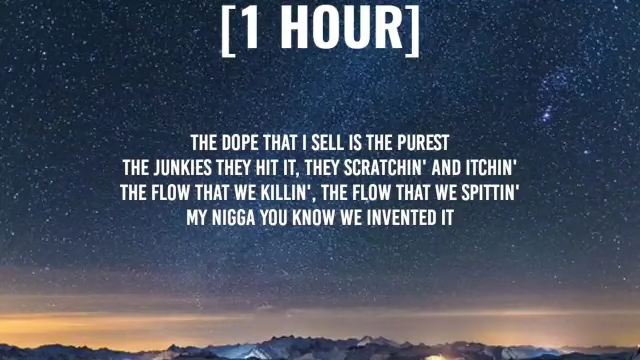 [1 HOUR]
THE DOPE THAT I SELL IS THE PUREST
THE JUNKIES THEY HIT IT, THEY SCRATCHIN' AND ITCHIN'
THE FLOW THAT WE KILLIN', THE FLOW THAT WE SPITTIN'
MY NIGGA YOU KNOW WE INVENTED IT